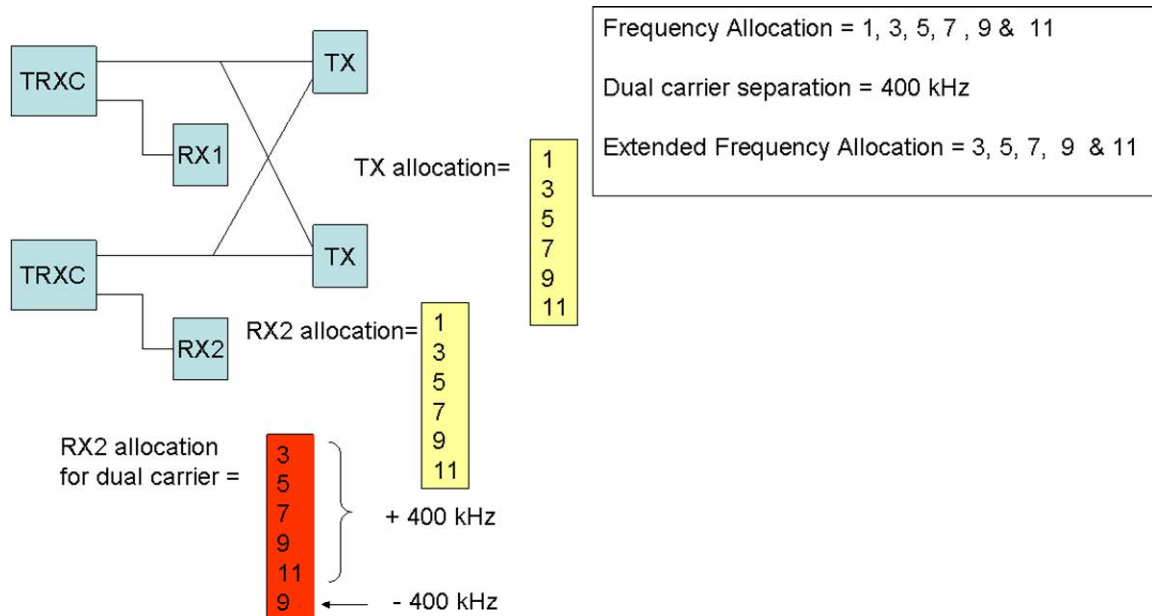 TRXC
TX
RX1
TRXC
TX
RX2
TX allocation=
1
3
5
7
9
11
RX2 allocation=
1
3
5
7
9
11
RX2 allocation
for dual carrier =
3
5
7
9
11
9
+ 400 kHz
- 400 kHz
Frequency Allocation = 1, 3, 5, 7 , 9 & 11
Dual carrier separation = 400 kHz
Extended Frequency Allocation = 3, 5, 7, 9 & 11